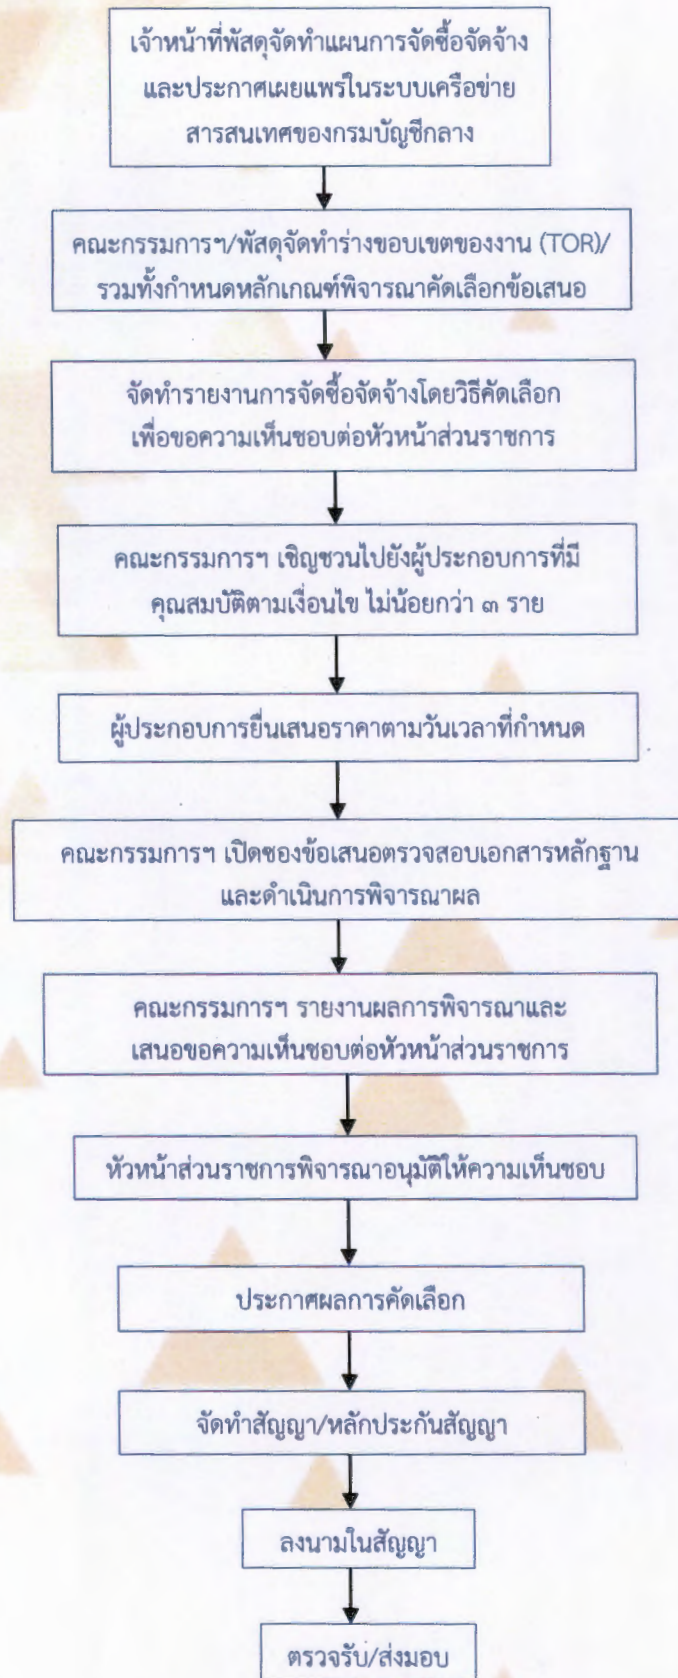 เจ้าหน้าที่พัสดุจัดทำแผนการจัดซื้อจัดจ้าง
และประกาศเผยแพร่ในระบบเครือข่าย
สารสนเทศของกรมบัญชีกลาง
คณะกรรมการฯ/พัสดุจัดทำร่างขอบเขตของงาน (TOR)/
รวมทั้งกำหนดหลักเกณฑ์พิจารณาคัดเลือกข้อเสนอ
จัดทำรายงานการจัดซื้อจัดจ้างโดยวิธีคัดเลือก
เพื่อขอความเห็นชอบต่อหัวหน้าส่วนราชการ
คณะกรรมการฯ เชิญชวนไปยังผู้ประกอบการที่มี
คุณสมบัติตามเงื่อนไข ไม่น้อยกว่า ๓ ราย
ผู้ประกอบการยื่นเสนอราคาตามวันเวลาที่กำหนด
คณะกรรมการฯ เปิดซองข้อเสนอตรวจสอบเอกสารหลักฐาน
และดำเนินการพิจารณาผล
คณะกรรมการฯ รายงานผลการพิจารณาและ
เสนอขอความเห็นชอบต่อหัวหน้าส่วนราชการ
หัวหน้าส่วนราชการพิจารณาอนุมัติให้ความเห็นชอบ
ประกาศผลการคัดเลือก
จัดทำสัญญา/หลักประกันสัญญา
ลงนามในสัญญา
ตรวจรับ/ส่งมอบ